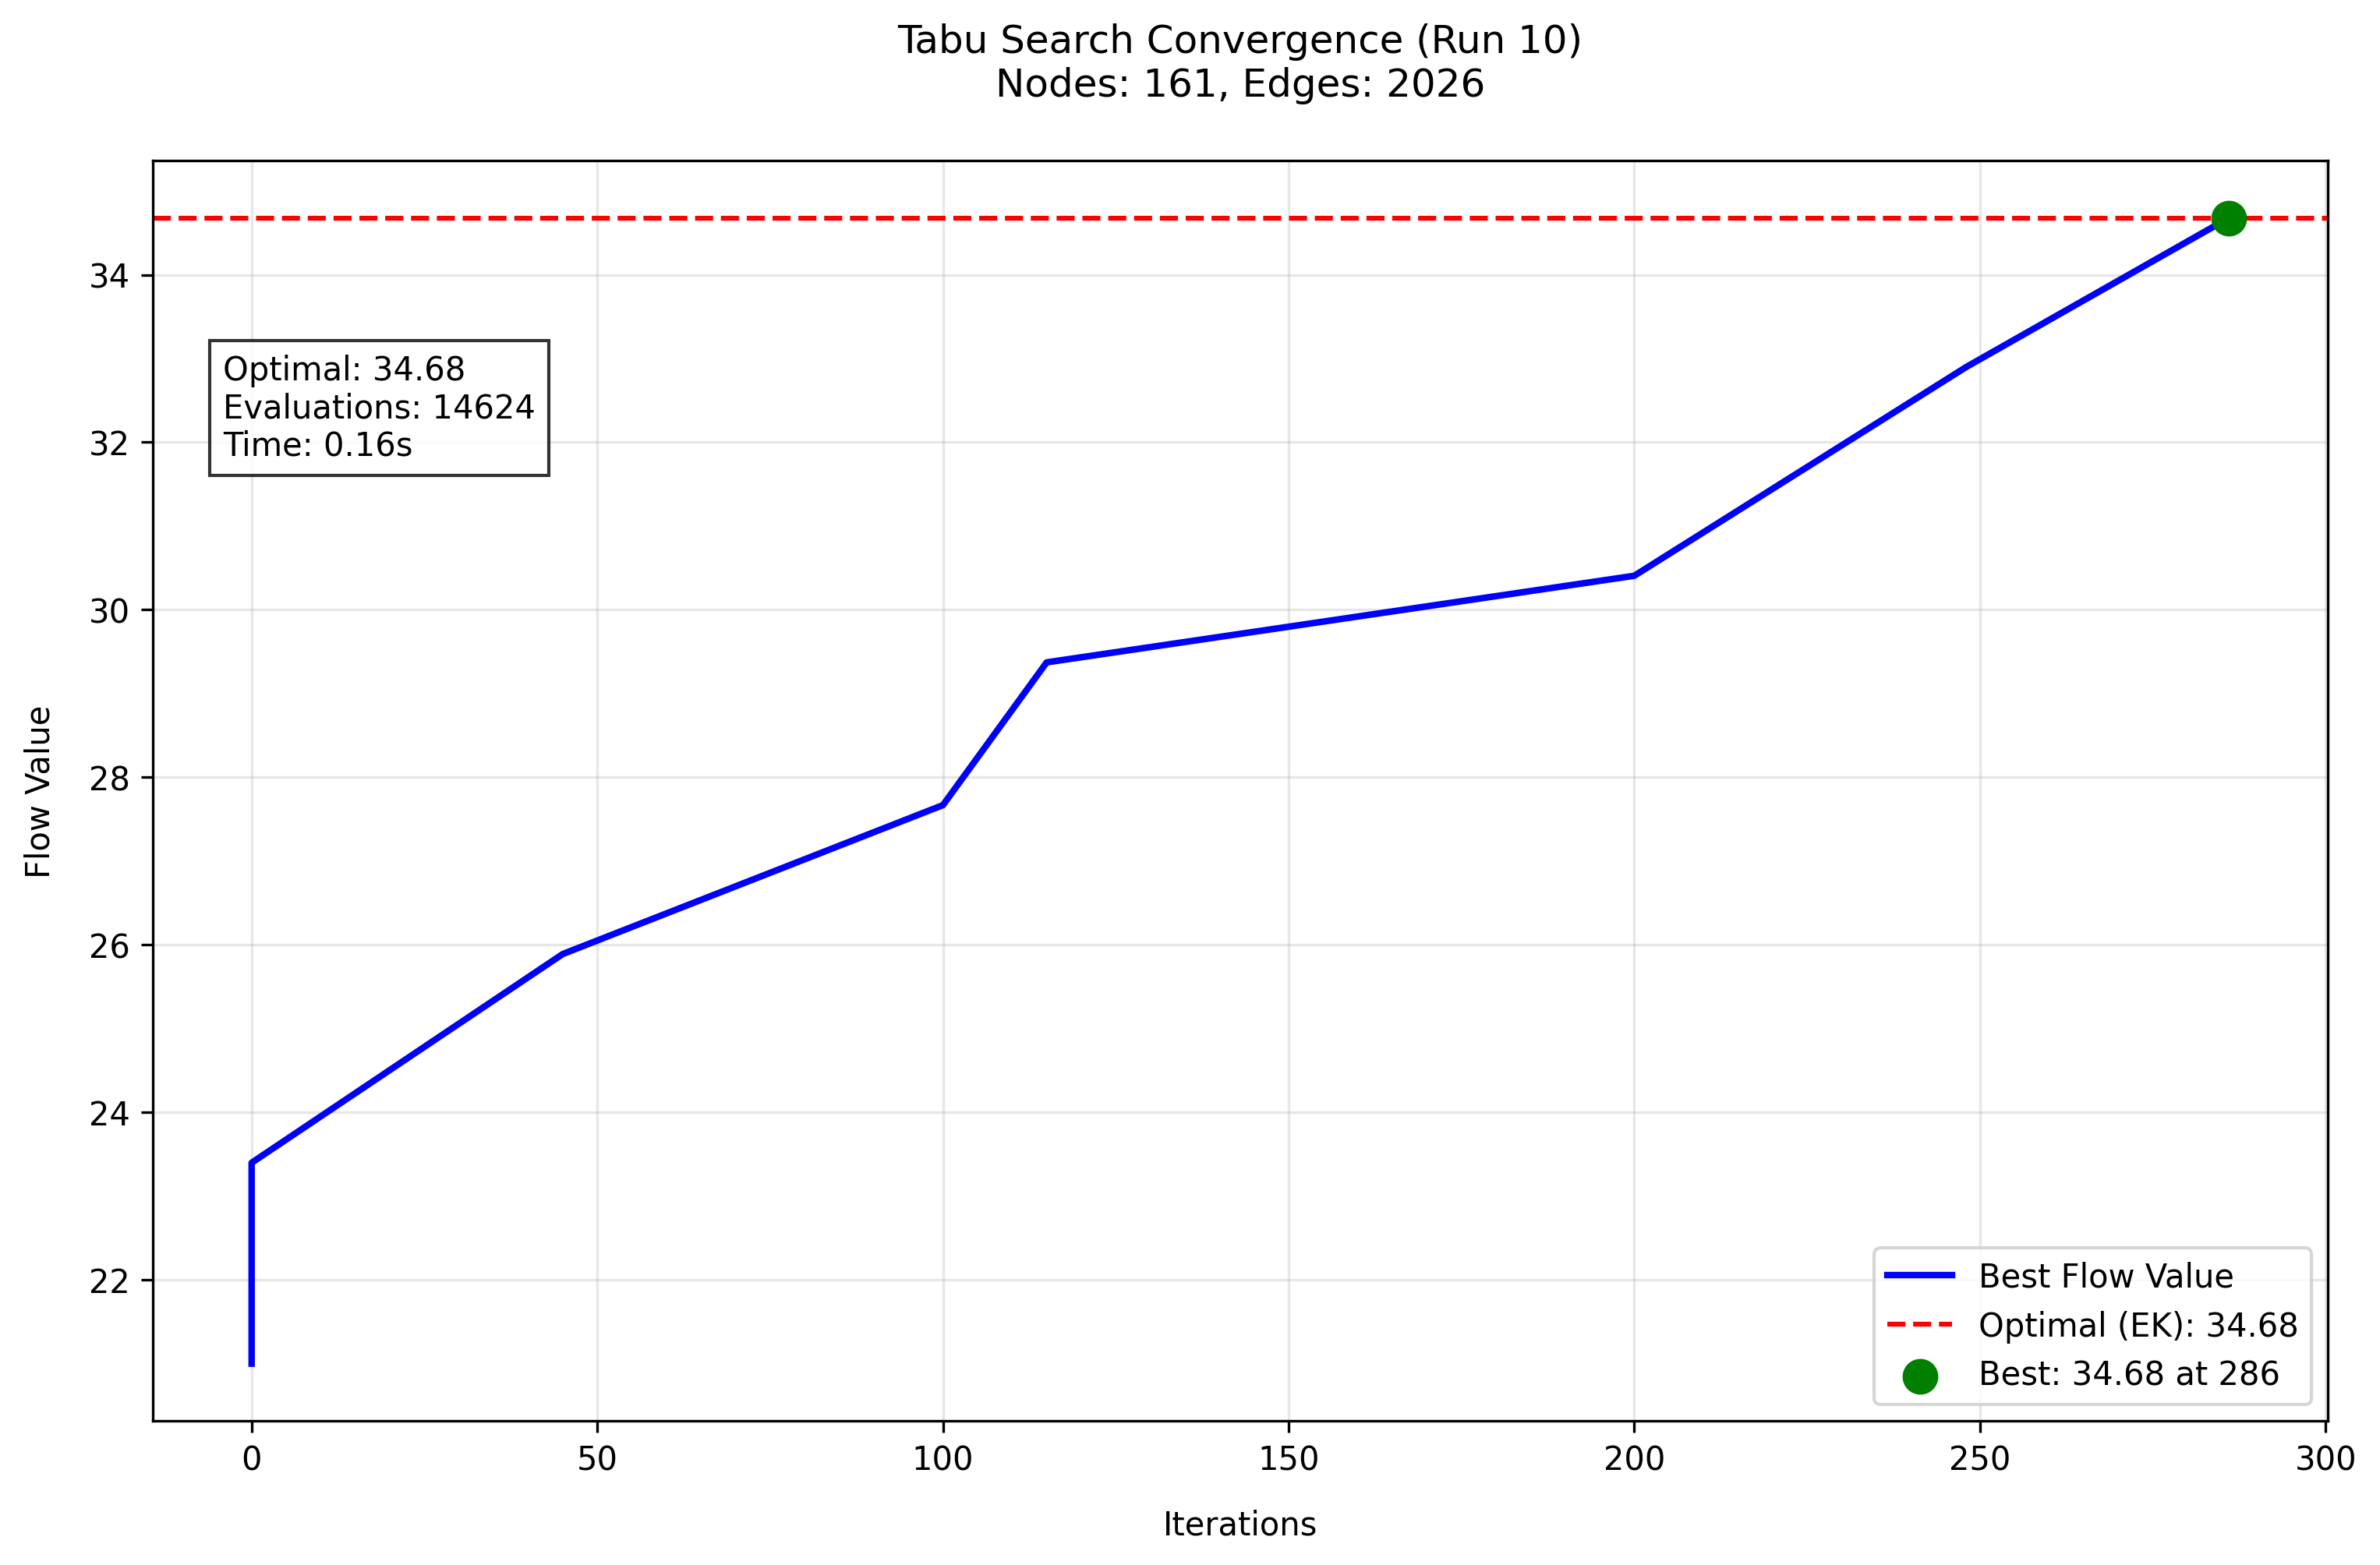 Tabu Search Convergence (Run 10)
Nodes: 161, Edges: 2026
Flow Value
34
32
30
28
26
24
22
Optimal: 34.68
Evaluations: 14624
Time: 0.16s
Best Flow Value
Optimal (EK): 34.68
Best: 34.68 at 286
0 50 100 150 200 250 300
Iterations